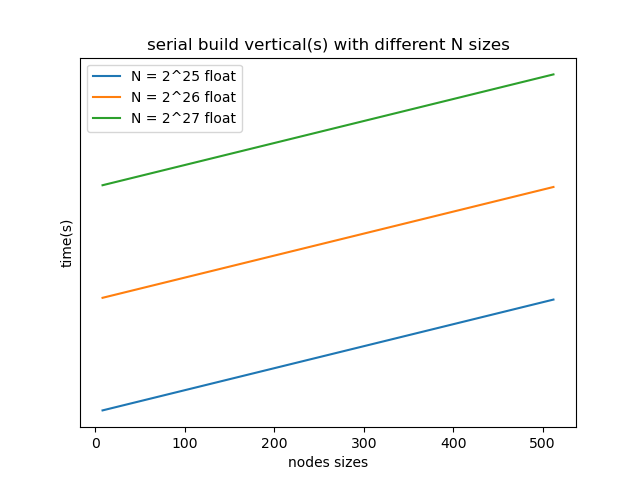 serial build vertical(s) with different N sizes
N = 2^25 float
N = 2^26 float
N = 2^27 float
time(s)
0 100 200 300 400 500
nodes sizes